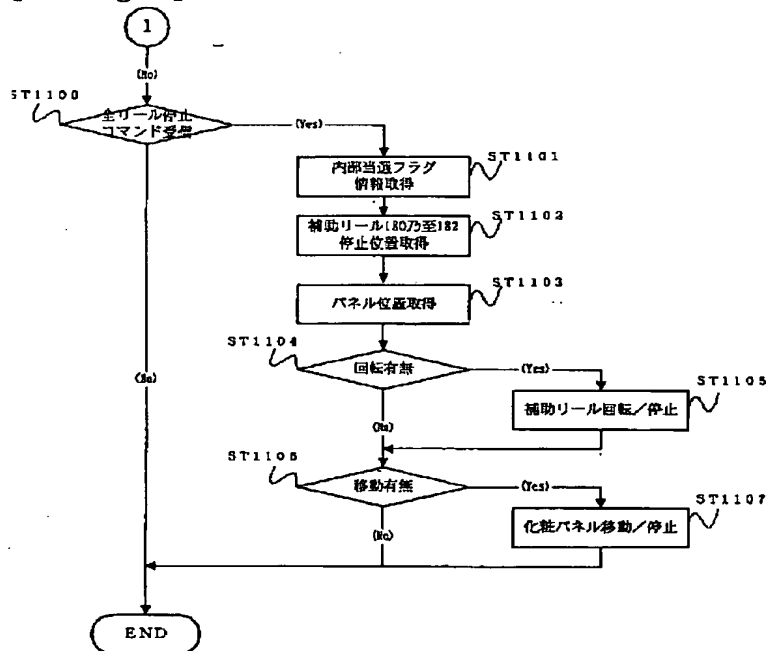 1
(No)
ST1100
全リール停止
コマンド受信
(Yes)
内部当選フラグ
情報取得
ST1101
補助リール180乃至182
停止位置取得
ST1102
パネル位置取得
ST1103
ST1104
回転有無
(Yes)
補助リール回転/停止
ST1105
(No)
(No)
ST1106
移動有無
(Yes)
化粧パネル移動/停止
ST1107
(No)
END